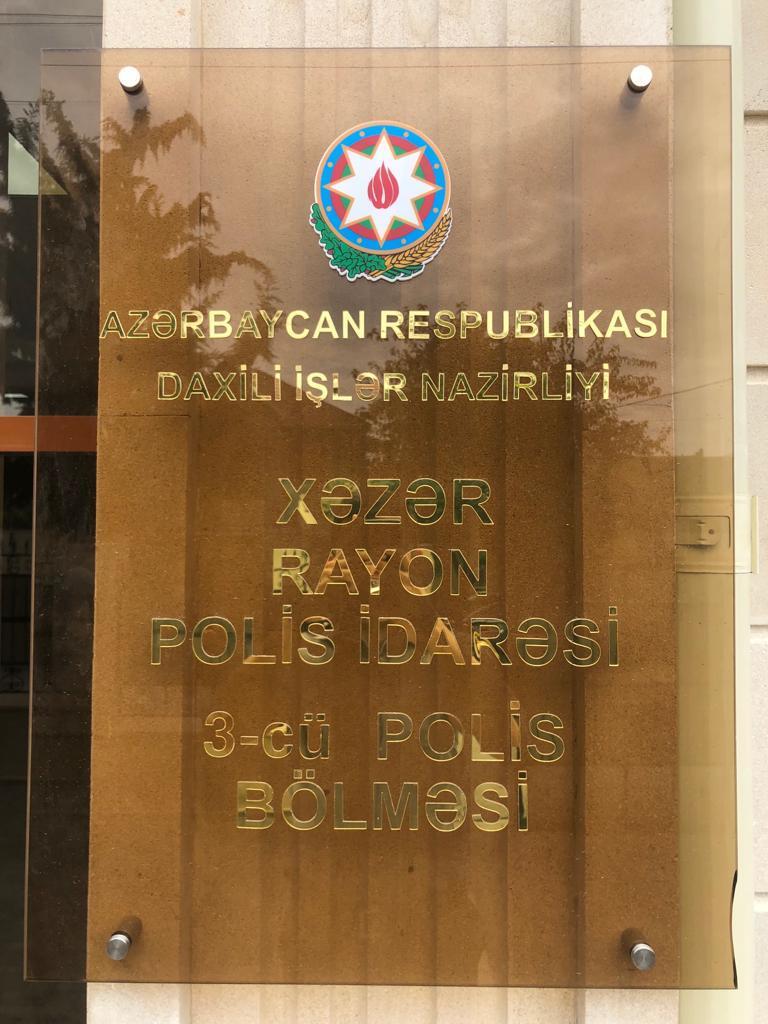 AZƏRBAYCAN RESPUBLİKASI
DAXİLİ İŞLƏR NAZİRLİYİ
XƏZƏR
RAYON
POLİS İDARƏSİ
3-cü POLİS
BÖLMƏSİ